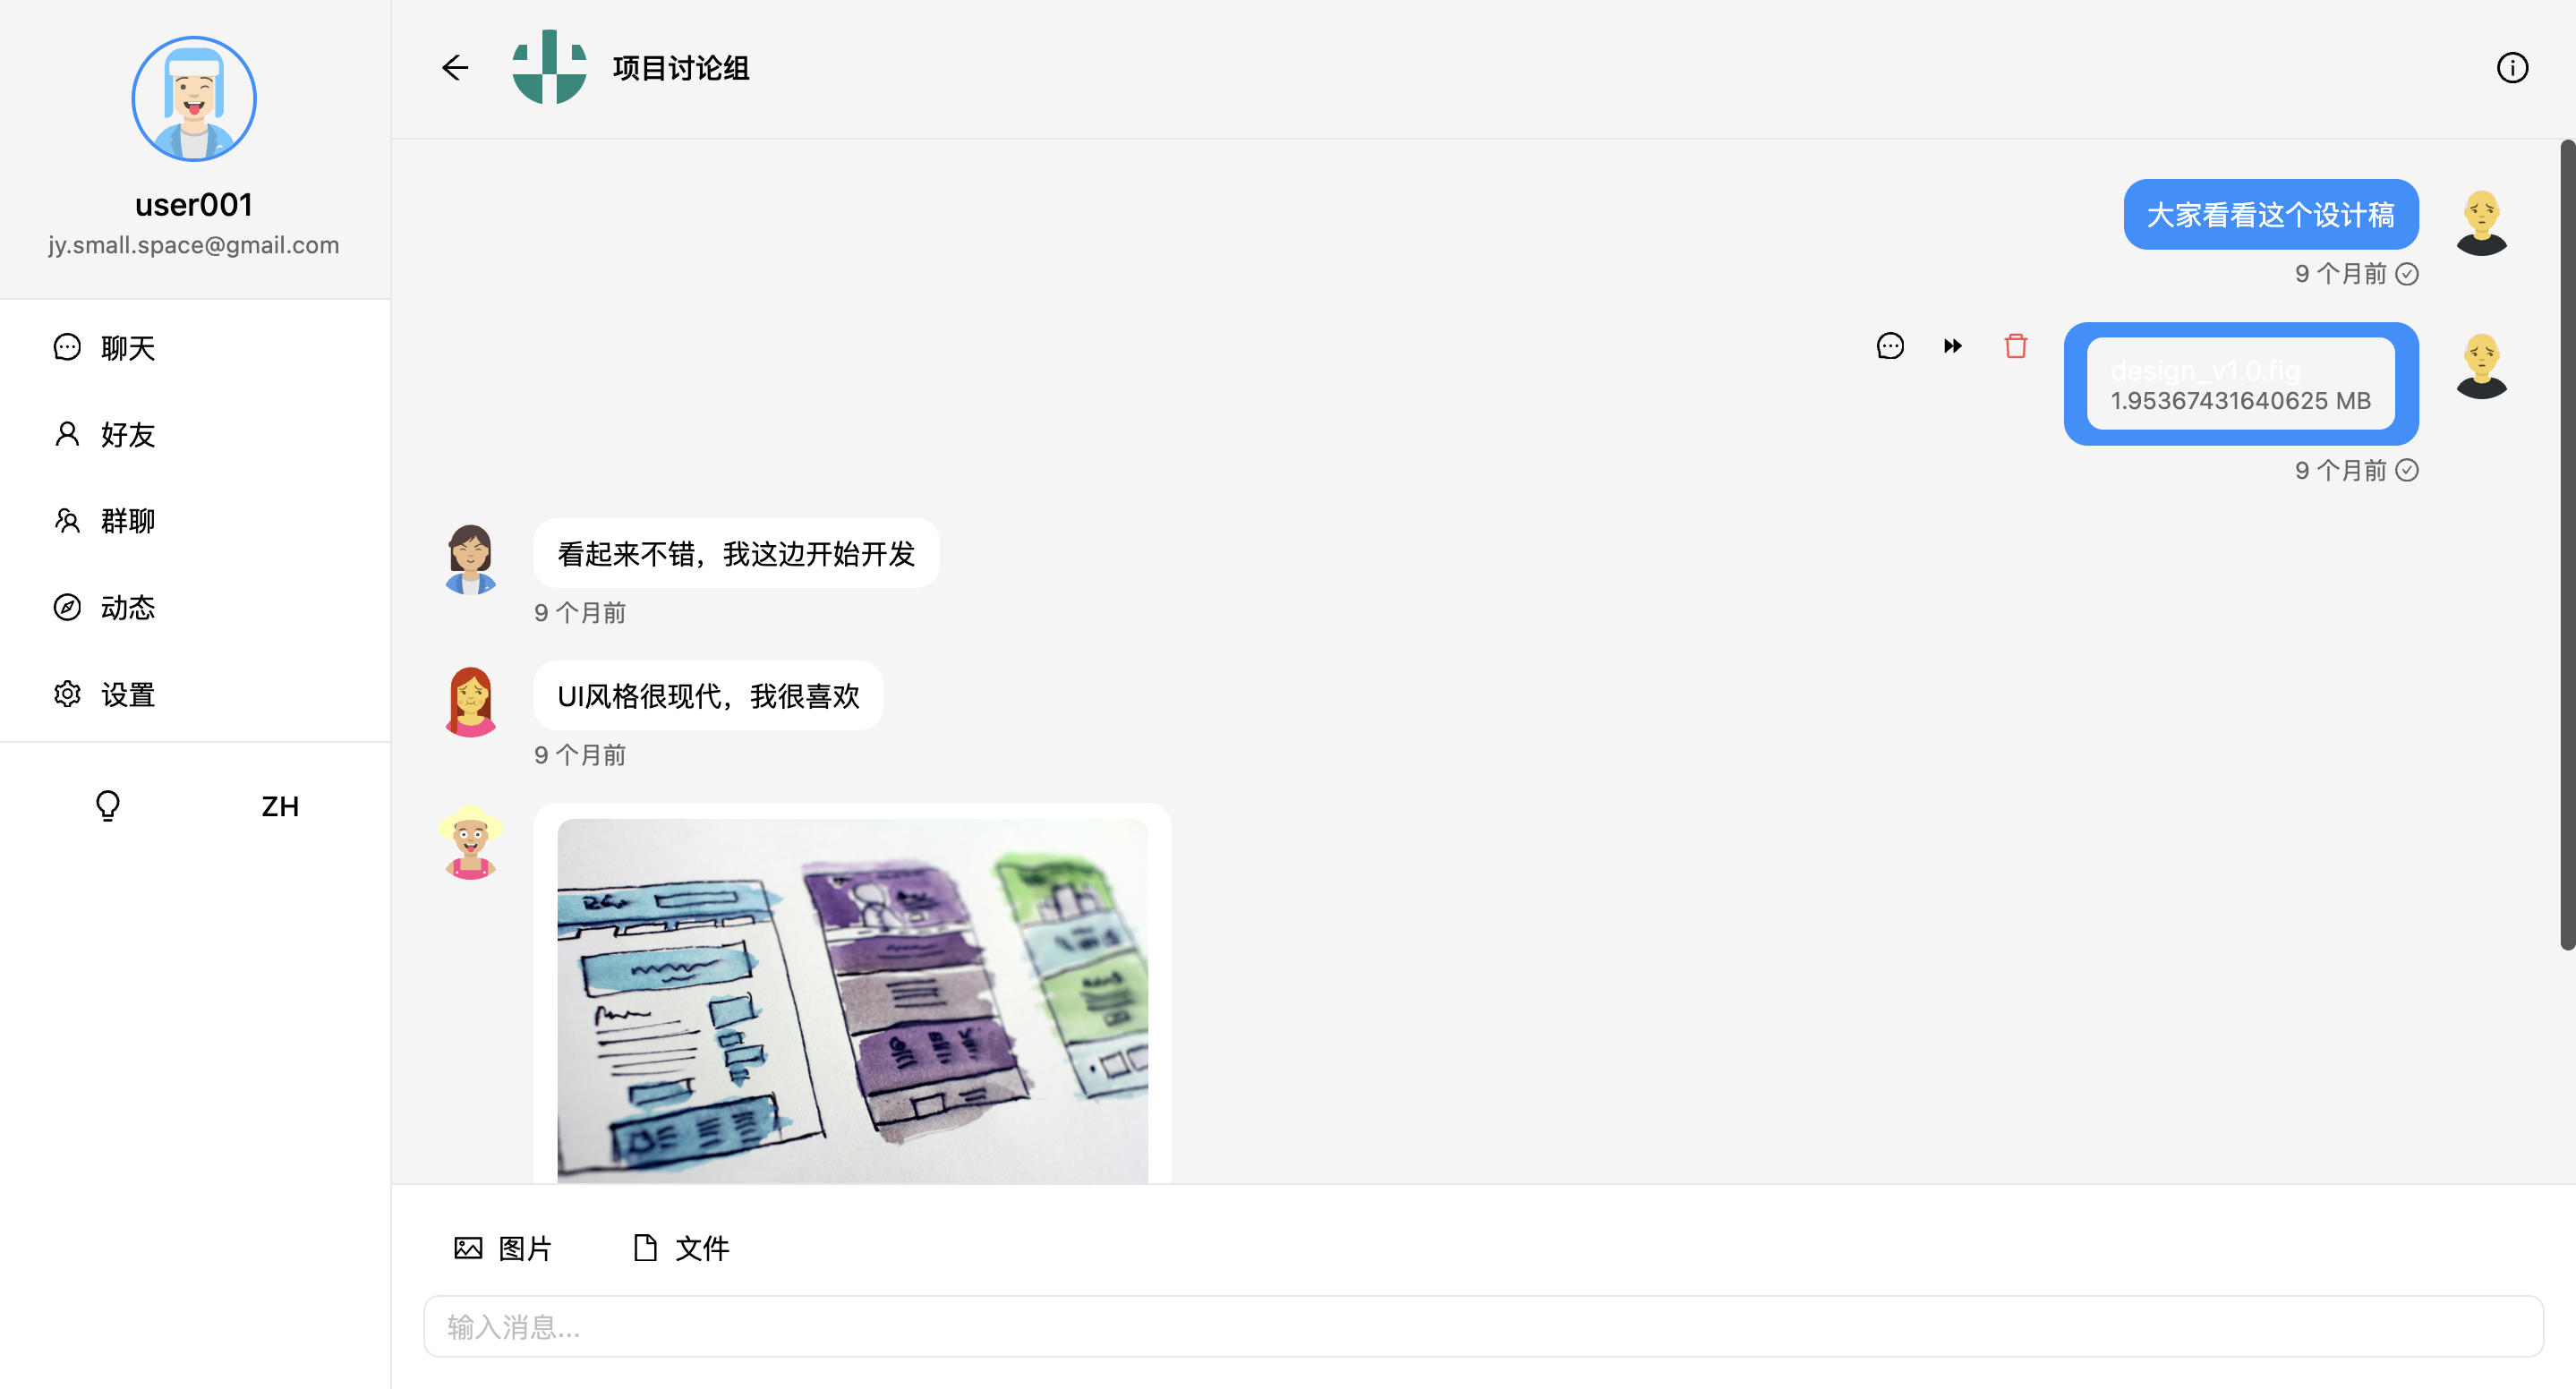 user001
jy.small.space@gmail.com
聊天
好友
群聊
动态
设置
ZH
项目讨论组
大家看看这个设计稿
9 个月前
design_v1.0.fig
1.95367431640625 MB
9 个月前
看起来不错，我这边开始开发
9 个月前
UI风格很现代，我很喜欢
9 个月前
图片
文件
输入消息...